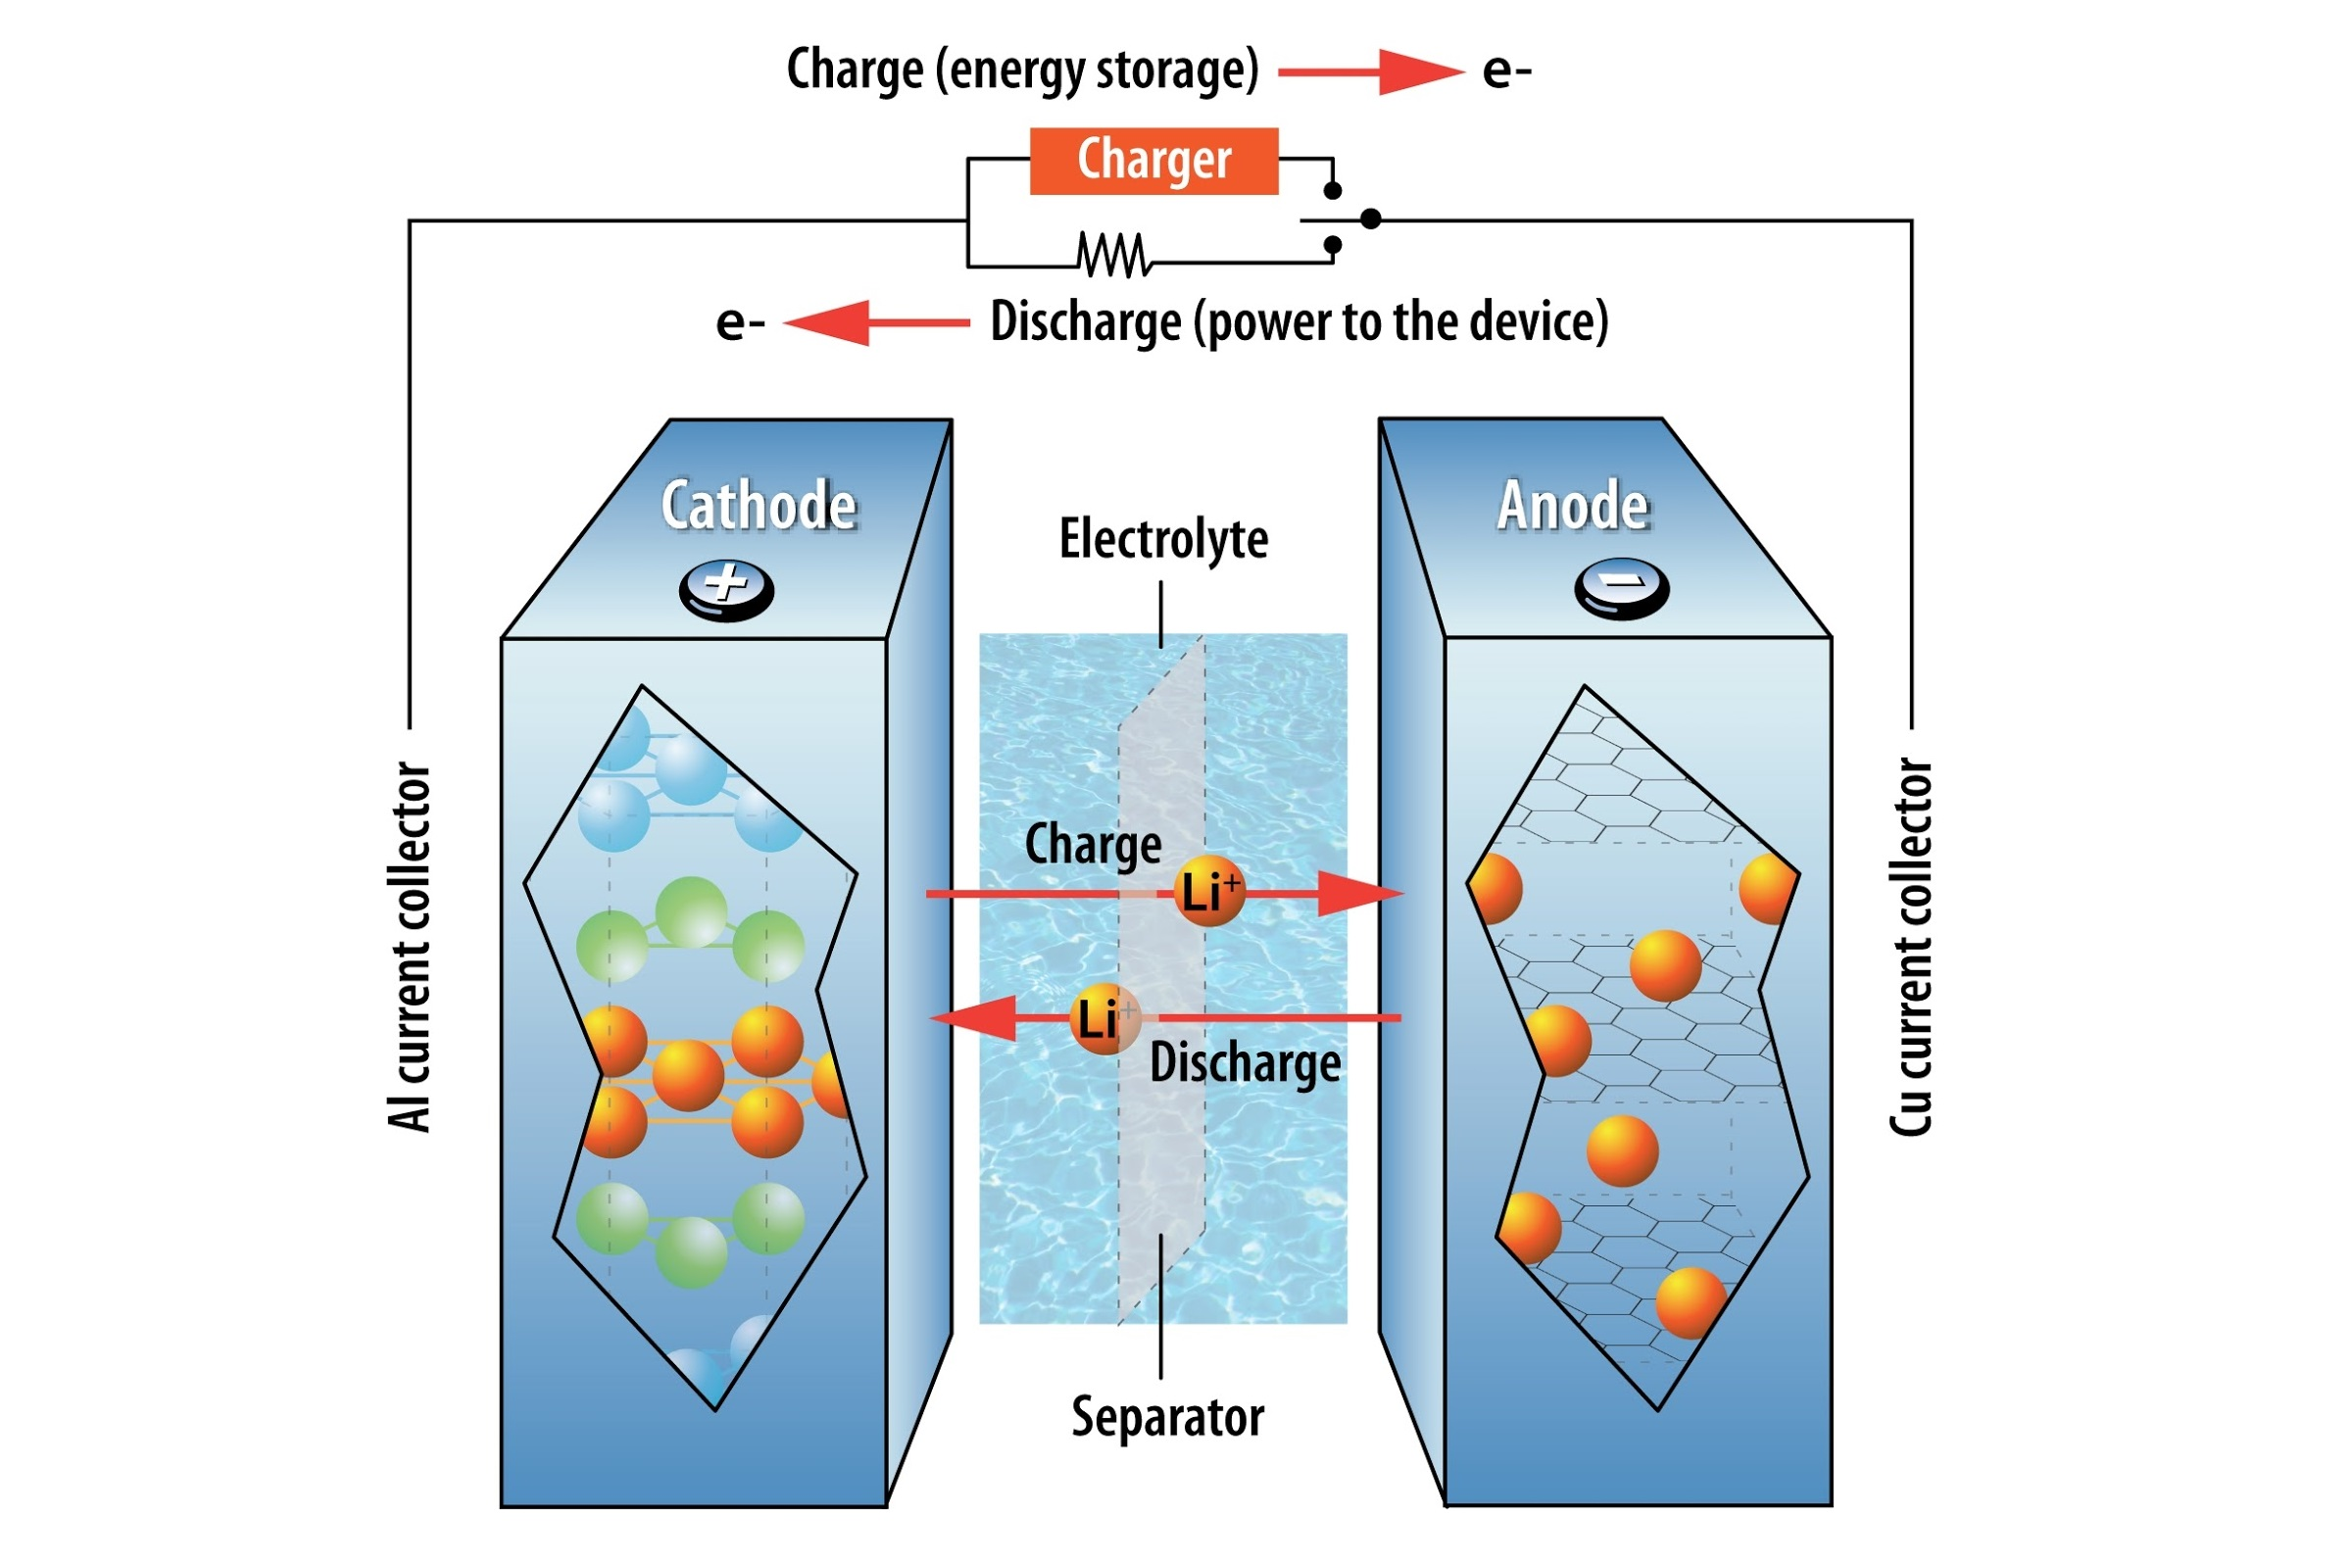 Charge (energy storage) e-
Charger
e- Discharge (power to the device)
Cathode
+
Anode
−
Electrolyte
Al current collector
Charge
Li+
Li+
Discharge
Cu current collector
Separator